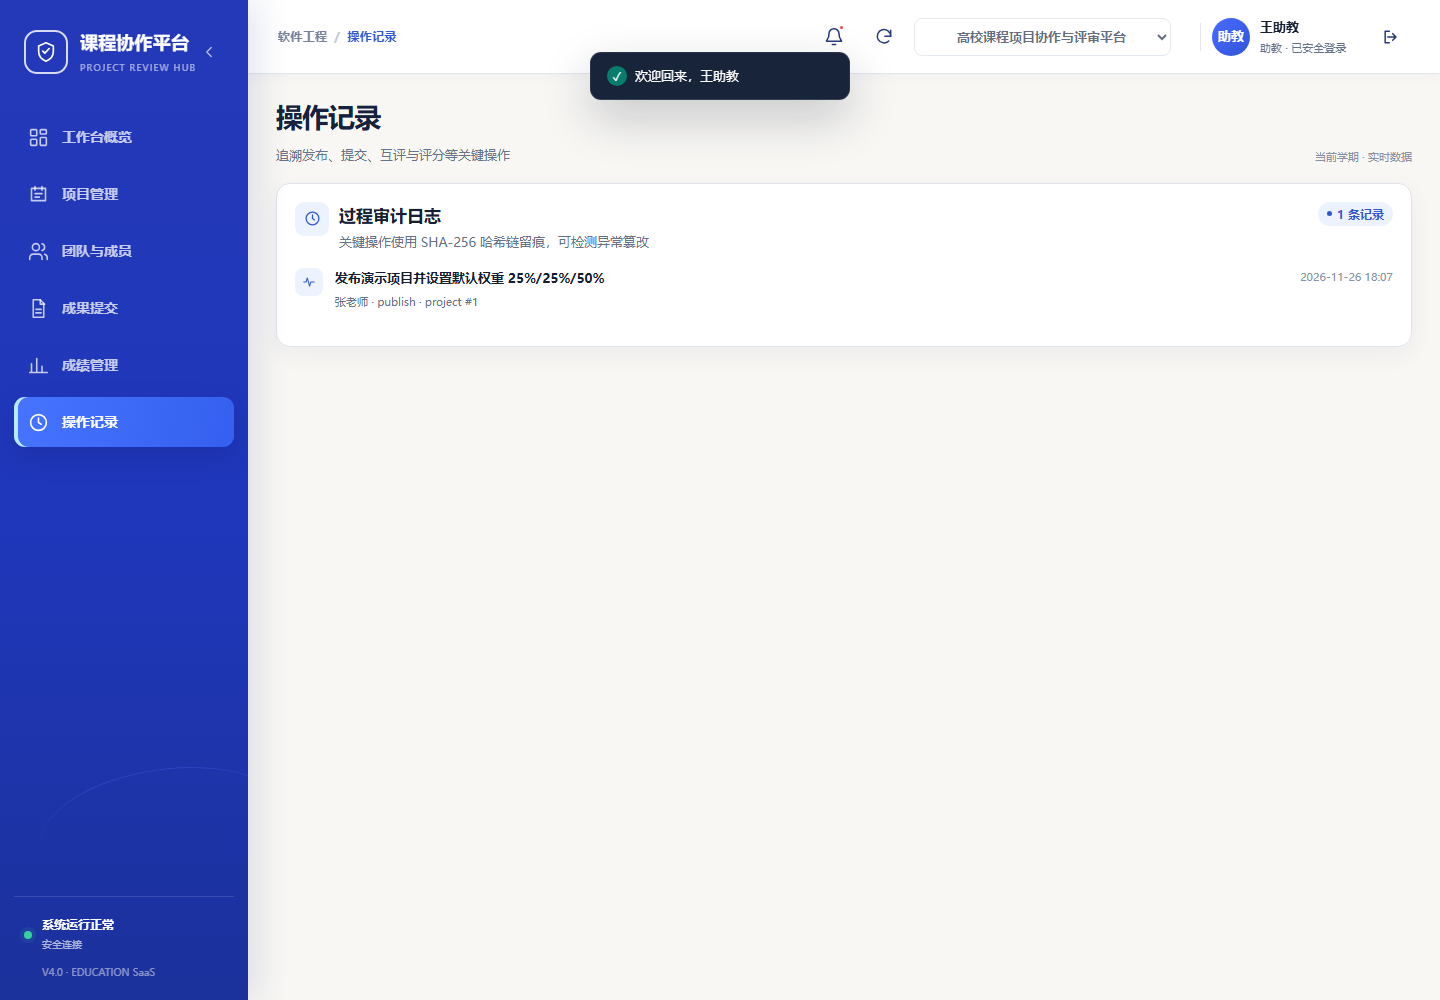 课程协作平台
PROJECT REVIEW HUB
工作台概览
项目管理
团队与成员
成果提交
成绩管理
操作记录
系统运行正常
安全连接
V4.0 · EDUCATION SaaS
软件工程 / 操作记录
高校课程项目协作与评审平台
助教
王助教
助教 · 已安全登录
欢迎回来，王助教
操作记录
追溯发布、提交、互评与评分等关键操作
当前学期 · 实时数据
过程审计日志
1 条记录
关键操作使用 SHA-256 哈希链留痕，可检测异常篡改
发布演示项目并设置默认权重 25%/25%/50%
2026-11-26 18:07
张老师 · publish · project #1